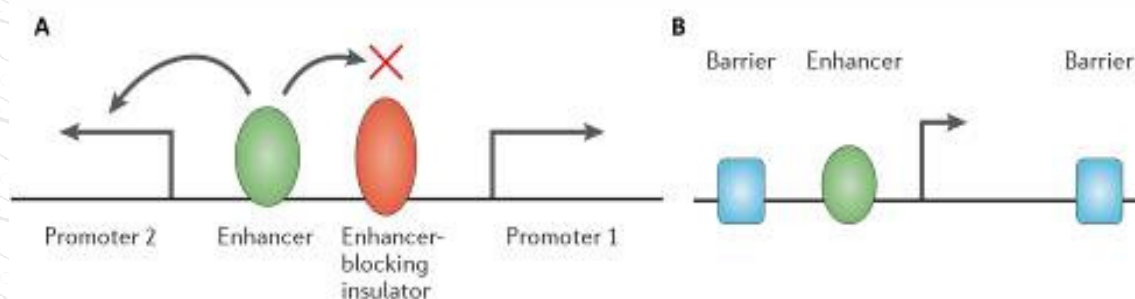 A
B
Barrier
Enhancer
Barrier
Promoter 2
Enhancer
Enhancer-
blocking
insulator
Promoter 1